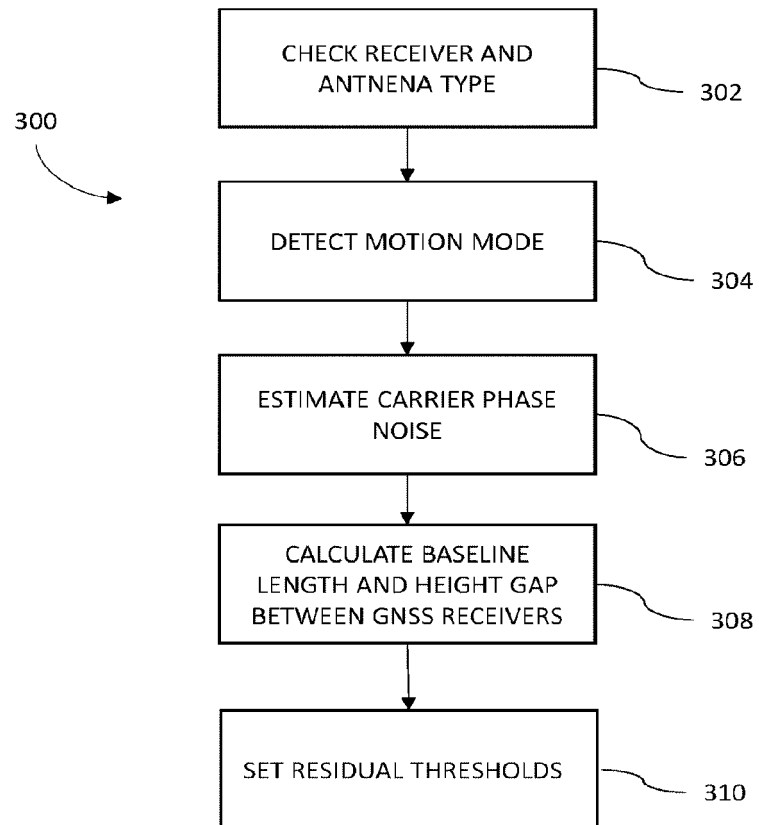 CHECK RECEIVER AND
ANTNENA TYPE
302
300
DETECT MOTION MODE
304
ESTIMATE CARRIER PHASE
NOISE
306
CALCULATE BASELINE
LENGTH AND HEIGHT GAP
BETWEEN GNSS RECEIVERS
308
SET RESIDUAL THRESHOLDS
310